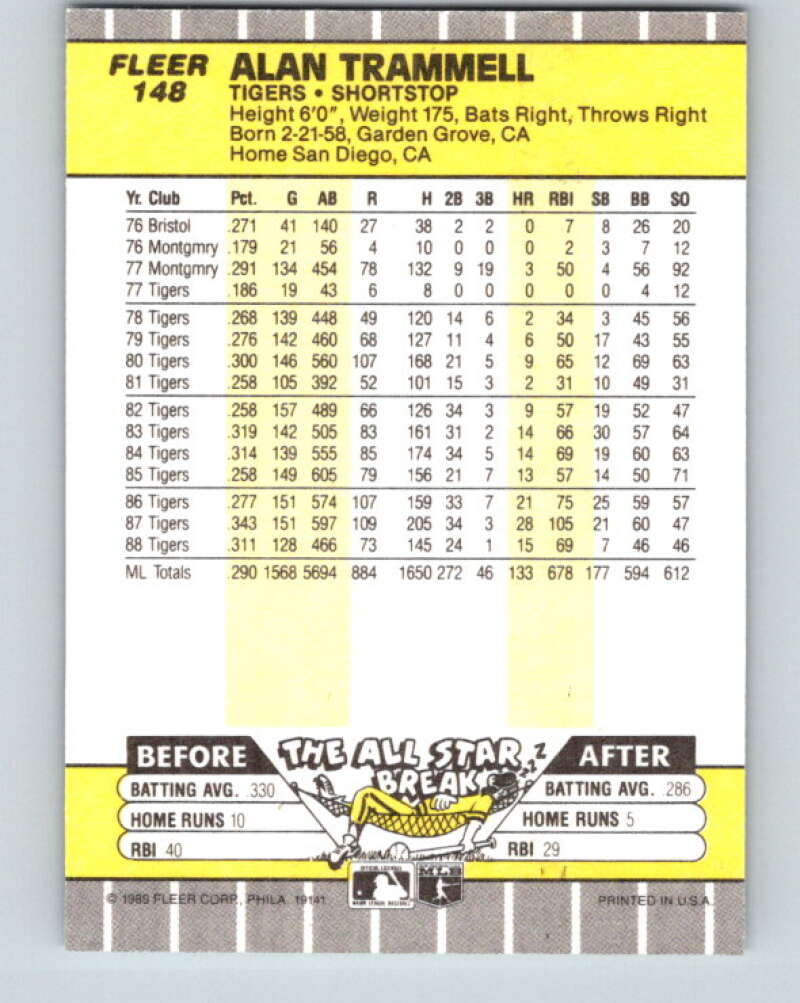 FLEER ALAN TRAMMELL
148 TIGERS • SHORTSTOP
Height 6'0", Weight 175, Bats Right, Throws Right
Born 2-21-58, Garden Grove, CA
Home San Diego, CA
Yr. Club Pct. G AB R H 2B 3B HR RBI SB BB SO
76 Bristol .271 41 140 27 38 2 2 0 7 8 26 20
76 Montgmry .179 21 56 4 10 0 0 0 2 3 7 12
77 Montgmry .291 134 454 78 132 9 19 3 50 4 56 92
77 Tigers .186 19 43 6 8 0 0 0 0 0 4 12
78 Tigers .268 139 448 49 120 14 6 2 34 3 45 56
79 Tigers .276 142 460 68 127 11 4 6 50 17 43 55
80 Tigers .300 146 560 107 168 21 5 9 65 12 69 63
81 Tigers .258 105 392 52 101 15 3 2 31 10 49 31
82 Tigers .258 157 489 66 126 34 3 9 57 19 52 47
83 Tigers .319 142 505 83 161 31 2 14 66 30 57 64
84 Tigers .314 139 555 85 174 34 5 14 69 19 60 63
85 Tigers .258 149 605 79 156 21 7 13 57 14 50 71
86 Tigers .277 151 574 107 159 33 7 21 75 25 59 57
87 Tigers .343 151 597 109 205 34 3 28 105 21 60 47
88 Tigers .311 128 466 73 145 24 1 15 69 7 46 46
ML Totals .290 1568 5694 884 1650 272 46 133 678 177 594 612
BEFORE THE ALL STAR BREAK ZZZ AFTER
BATTING AVG. .330 BATTING AVG. .286
HOME RUNS 10 HOME RUNS 5
RBI 40 RBI 29
OFFICIAL LICENSEE
MAJOR LEAGUE BASEBALL
© 1989 FLEER CORP., PHILA. 19141 PRINTED IN U.S.A.